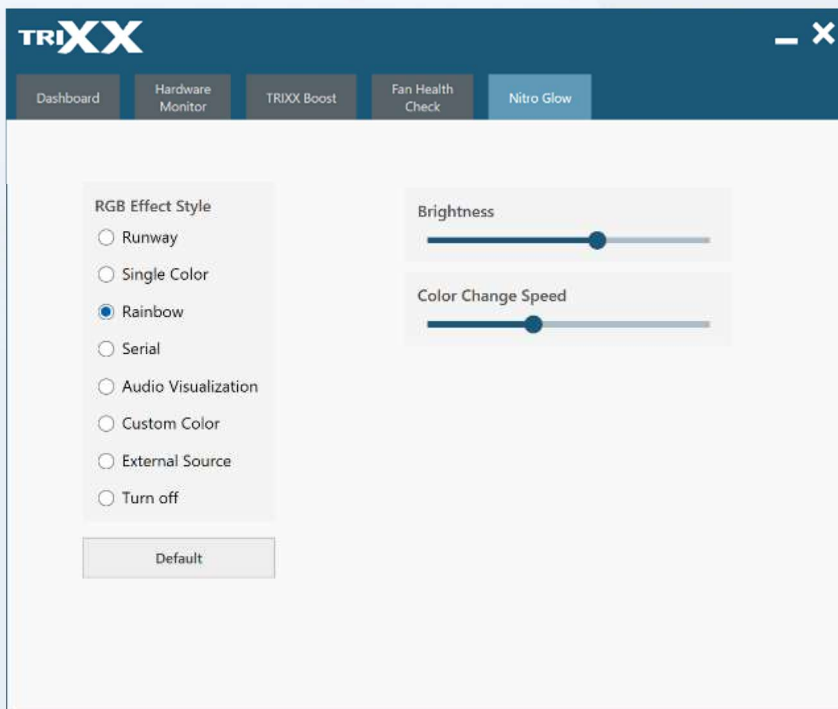 TRIXX
Dashboard
Hardware
Monitor
TRIXX Boost
Fan Health
Check
Nitro Glow
RGB Effect Style
Runway
Single Color
Rainbow
Serial
Audio Visualization
Custom Color
External Source
Turn off
Default
Brightness
Color Change Speed